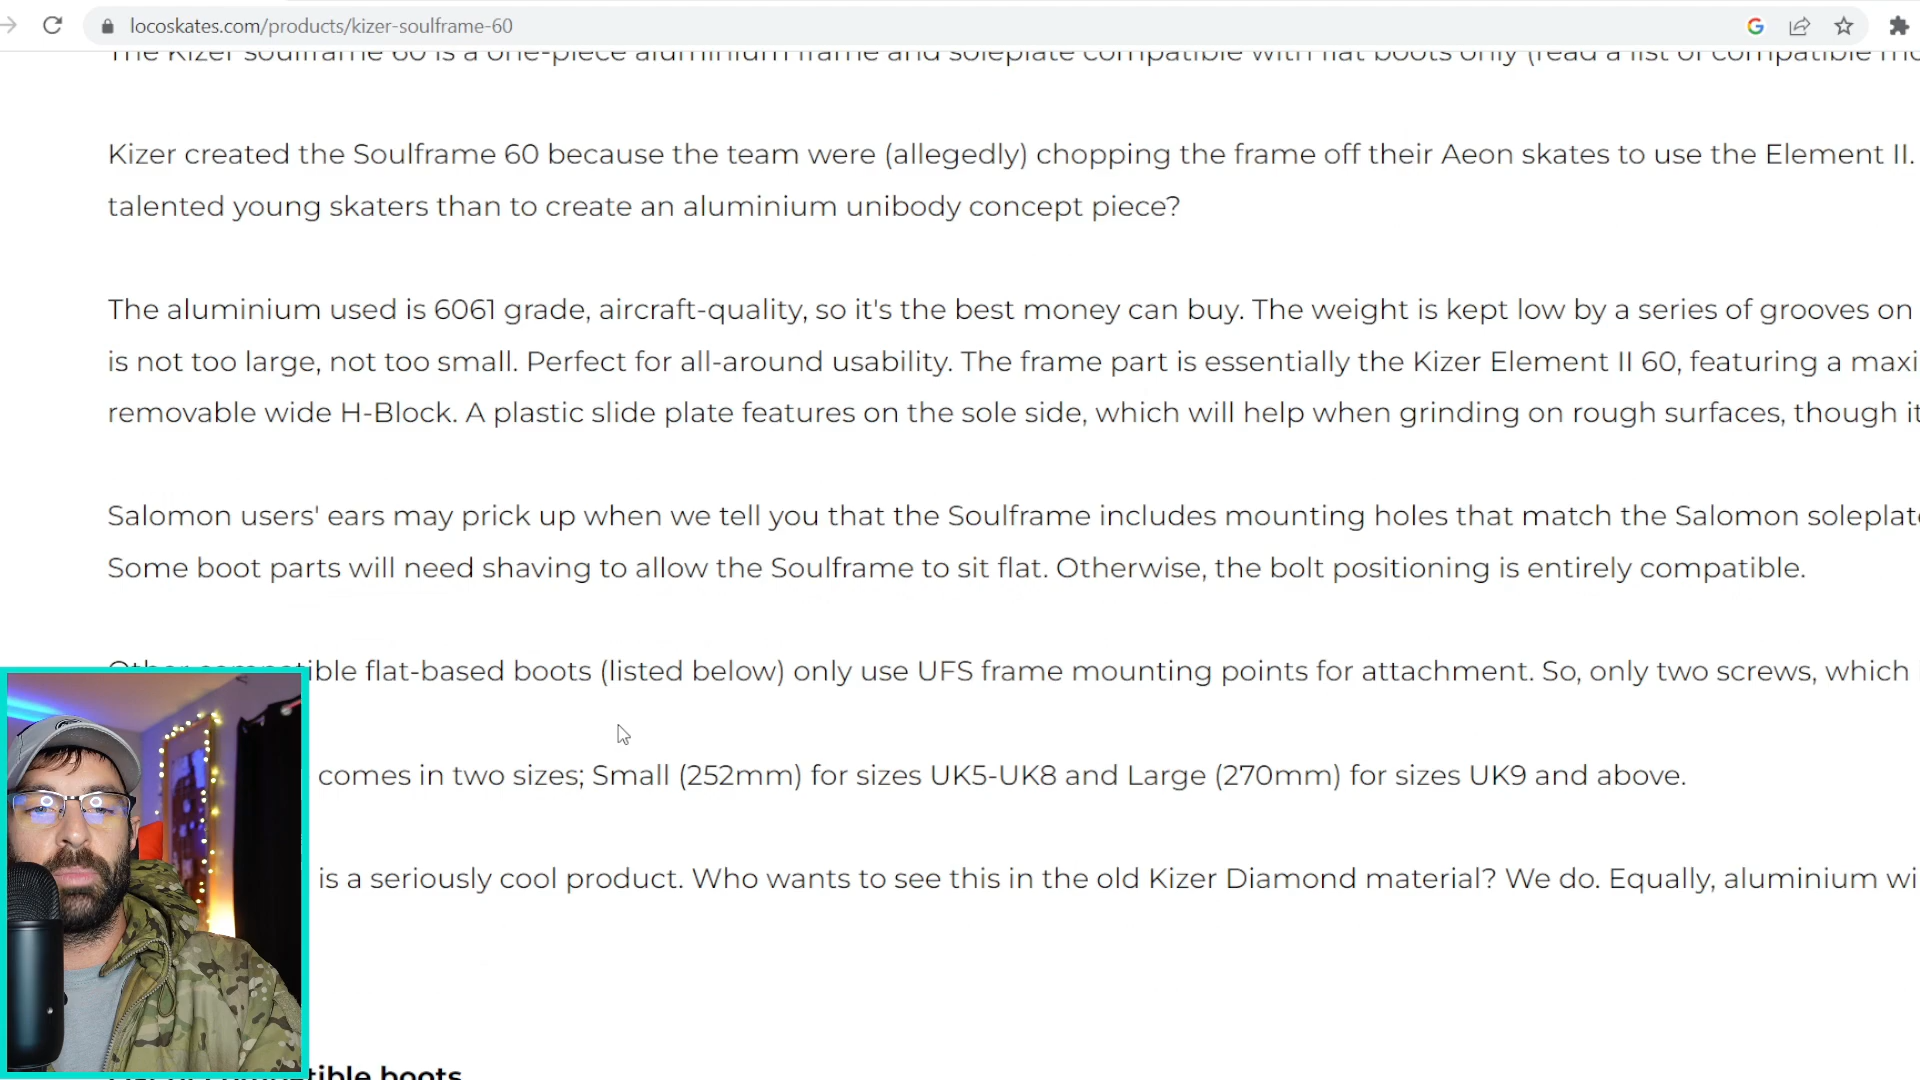 locoskates.com/products/kizer-soulframe-60
The Kizer soulframe 60 is a one-piece aluminium frame and soleplate compatible with flat boots only (read a list of compatible
Kizer created the Soulframe 60 because the team were (allegedly) chopping the frame off their Aeon skates to use the Element II.
talented young skaters than to create an aluminium unibody concept piece?
The aluminium used is 6061 grade, aircraft-quality, so it's the best money can buy. The weight is kept low by a series of grooves on
is not too large, not too small. Perfect for all-around usability. The frame part is essentially the Kizer Element II 60, featuring a maxi
removable wide H-Block. A plastic slide plate features on the sole side, which will help when grinding on rough surfaces, though it
Salomon users' ears may prick up when we tell you that the Soulframe includes mounting holes that match the Salomon soleplate
Some boot parts will need shaving to allow the Soulframe to sit flat. Otherwise, the bolt positioning is entirely compatible.
Other compatible flat-based boots (listed below) only use UFS frame mounting points for attachment. So, only two screws, which
comes in two sizes; Small (252mm) for sizes UK5-UK8 and Large (270mm) for sizes UK9 and above.
is a seriously cool product. Who wants to see this in the old Kizer Diamond material? We do. Equally, aluminium wi
compatible boots